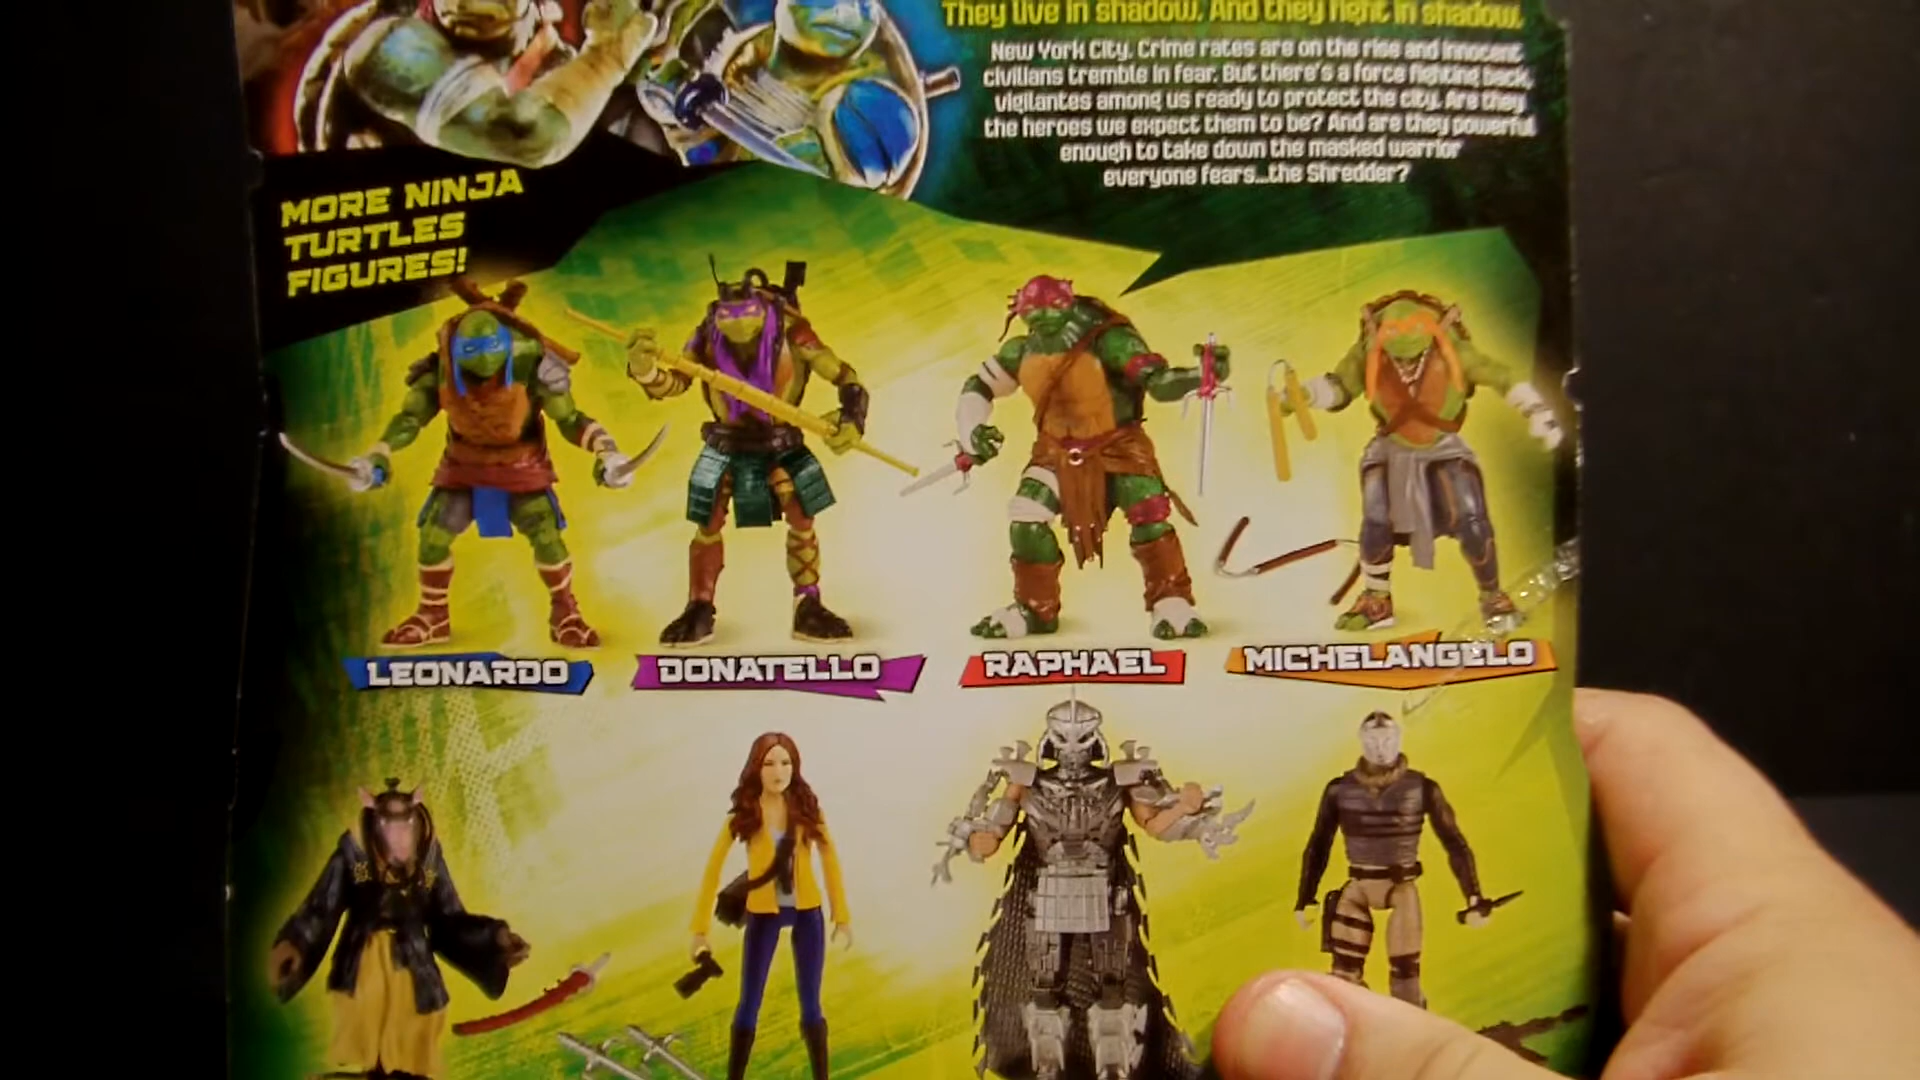 They live in shadow. And they fight in shadow.
New York City. Crime rates are on the rise and innocent
civilians tremble in fear. But there's a force fighting back,
vigilantes among us ready to protect the city. Are they
the heroes we expect them to be? And are they powerful
enough to take down the masked warrior
everyone fears...the Shredder?
MORE NINJA
TURTLES
FIGURES!
LEONARDO
DONATELLO
RAPHAEL
MICHELANGELO